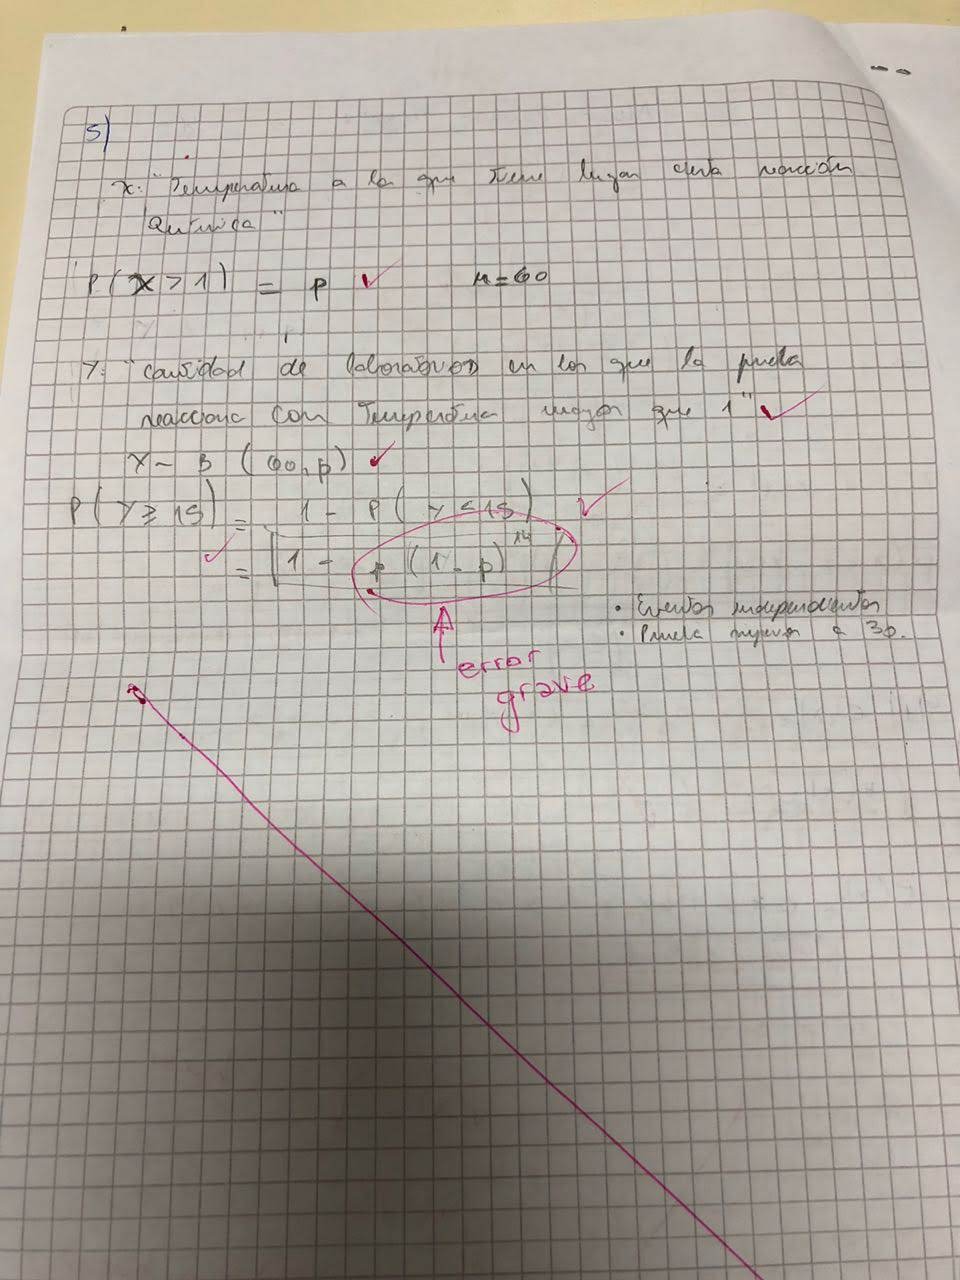 5)
X: "Temperatura a la que tiene lugar cierta reacción
Química"
P(X > 1) = p ✓ n = 60
Y: "cantidad de laboratorios en los que la prueba
reacciona con Temperatura mayor que 1" ✓
Y ~ B (60, p) ✓
P(Y ≥ 15) = 1 - P(Y < 15) ✓
✓ = 1 - p (1 - p)^14
• Eventos independientes
• Prueba mayor a 30.
error
grave